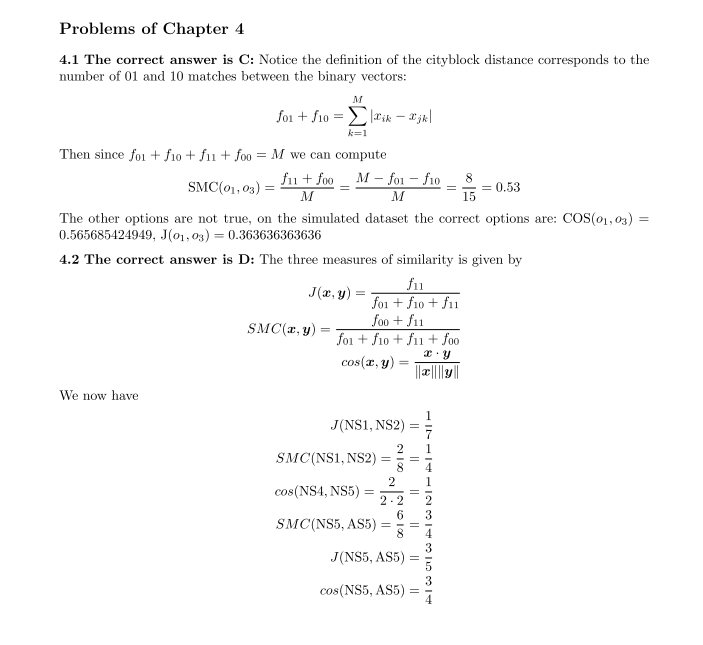 Problems of Chapter 4
4.1 The correct answer is C: Notice the definition of the cityblock distance corresponds to the
number of 01 and 10 matches between the binary vectors:
f₀₁ + f₁₀ = ∑_{k=1}^{M} |x_{ik} − x_{jk}|
Then since f₀₁ + f₁₀ + f₁₁ + f₀₀ = M we can compute
SMC(o₁, o₃) = (f₁₁ + f₀₀)/M = (M − f₀₁ − f₁₀)/M = 8/15 = 0.53
The other options are not true, on the simulated dataset the correct options are: COS(o₁, o₃) =
0.565685424949, J(o₁, o₃) = 0.363636363636
4.2 The correct answer is D: The three measures of similarity is given by
J(x, y) = f₁₁/(f₀₁ + f₁₀ + f₁₁)
SMC(x, y) = (f₀₀ + f₁₁)/(f₀₁ + f₁₀ + f₁₁ + f₀₀)
cos(x, y) = (x · y)/(‖x‖‖y‖)
We now have
J(NS1, NS2) = 1/7
SMC(NS1, NS2) = 2/8 = 1/4
cos(NS4, NS5) = 2/(2 · 2) = 1/2
SMC(NS5, AS5) = 6/8 = 3/4
J(NS5, AS5) = 3/5
cos(NS5, AS5) = 3/4